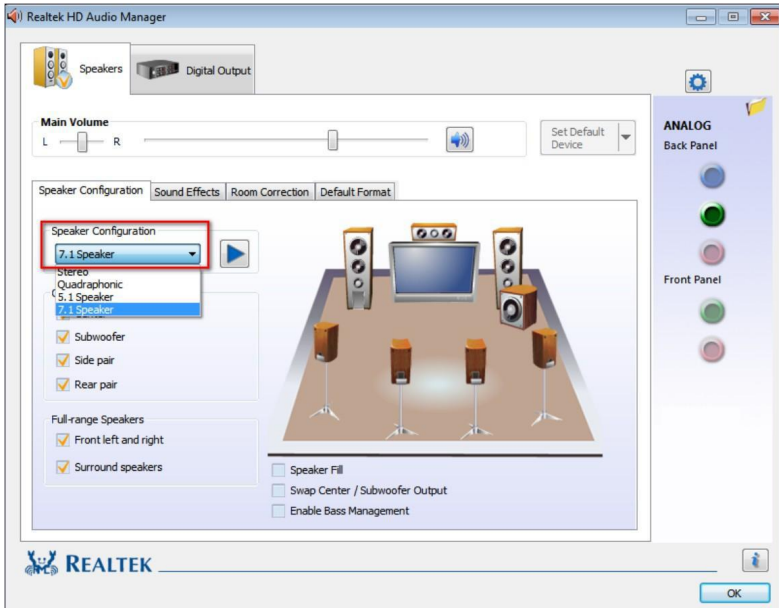 Realtek HD Audio Manager
Speakers
Digital Output
Main Volume
L
R
Set Default
Device
ANALOG
Back Panel
Speaker Configuration
Sound Effects
Room Correction
Default Format
Speaker Configuration
7.1 Speaker
Stereo
Quadraphonic
5.1 Speaker
7.1 Speaker
Subwoofer
Side pair
Rear pair
Front Panel
Full-range Speakers
Front left and right
Surround speakers
Speaker Fill
Swap Center / Subwoofer Output
Enable Bass Management
REALTEK
OK